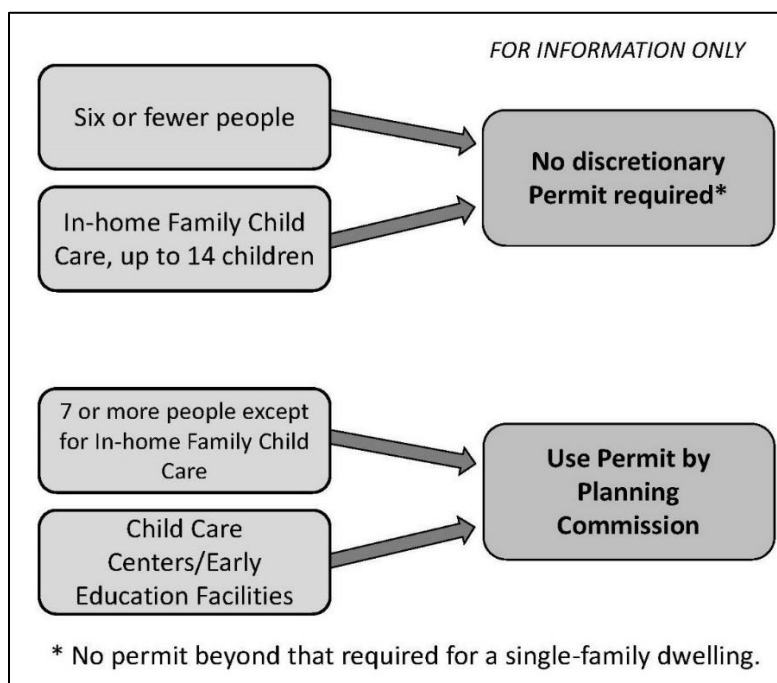 FOR INFORMATION ONLY
Six or fewer people
No discretionary
Permit required*
In-home Family Child
Care, up to 14 children
7 or more people except
for In-home Family Child
Care
Use Permit by
Planning
Commission
Child Care
Centers/Early
Education Facilities
* No permit beyond that required for a single-family dwelling.